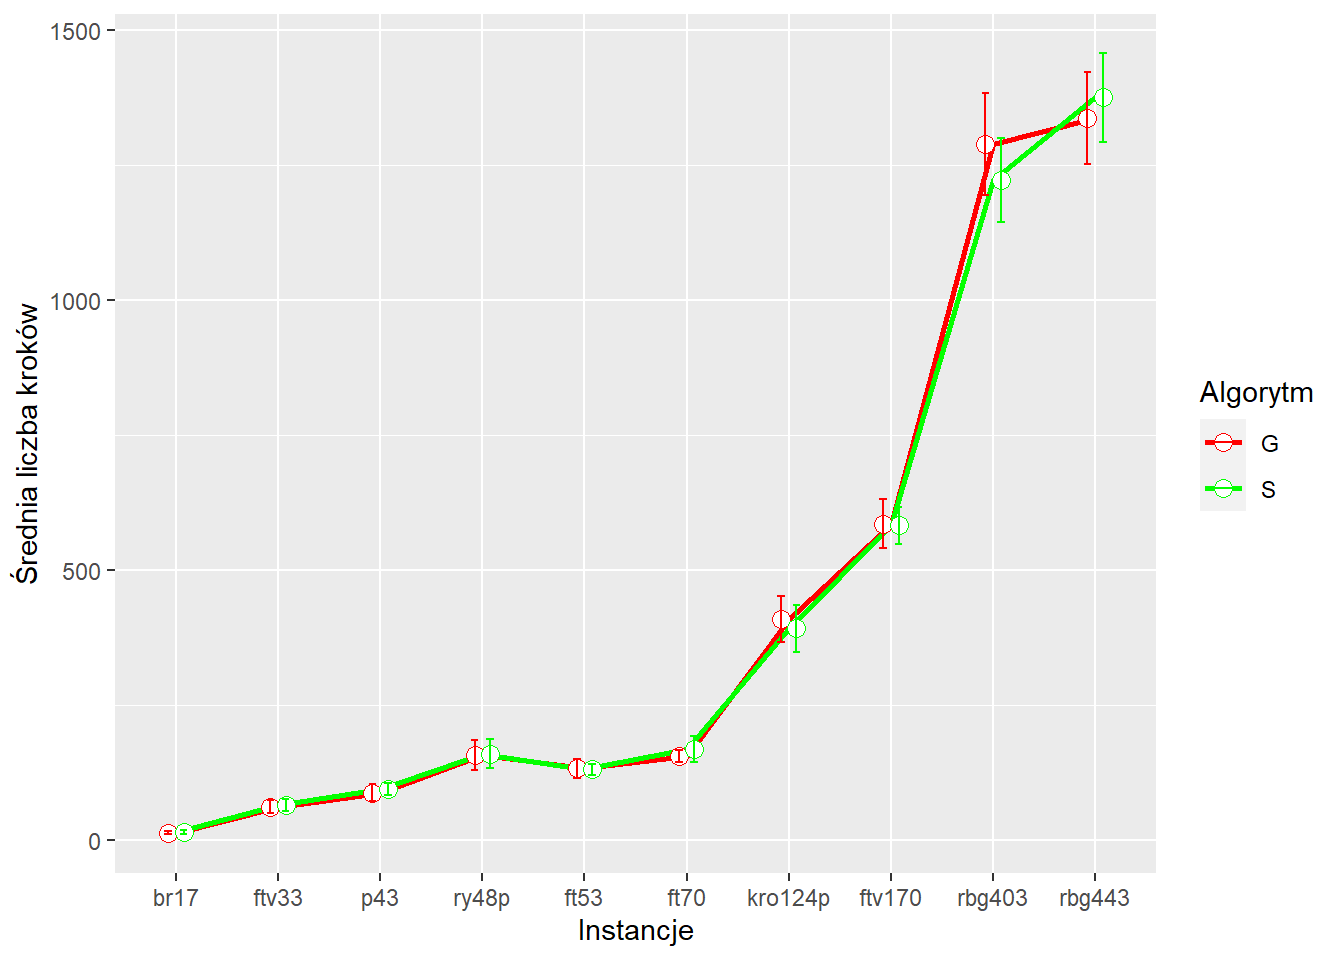 1500
1000
500
0
Średnia liczba kroków
br17 ftv33 p43 ry48p ft53 ft70 kro124p ftv170 rbg403 rbg443
Instancje
Algorytm
G
S